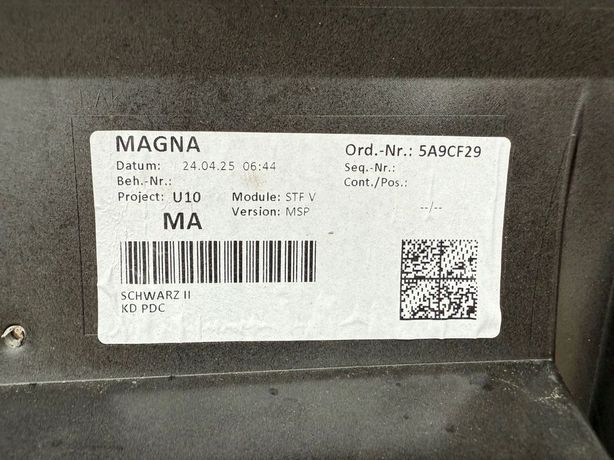 MAGNA
Ord.-Nr.: 5A9CF29
Datum: 24.04.25 06:44
Seq.-Nr.:
Beh.-Nr.:
Cont./Pos.:
Project: U10 Module: STF V
MA Version: MSP
--/--
SCHWARZ II
KD PDC